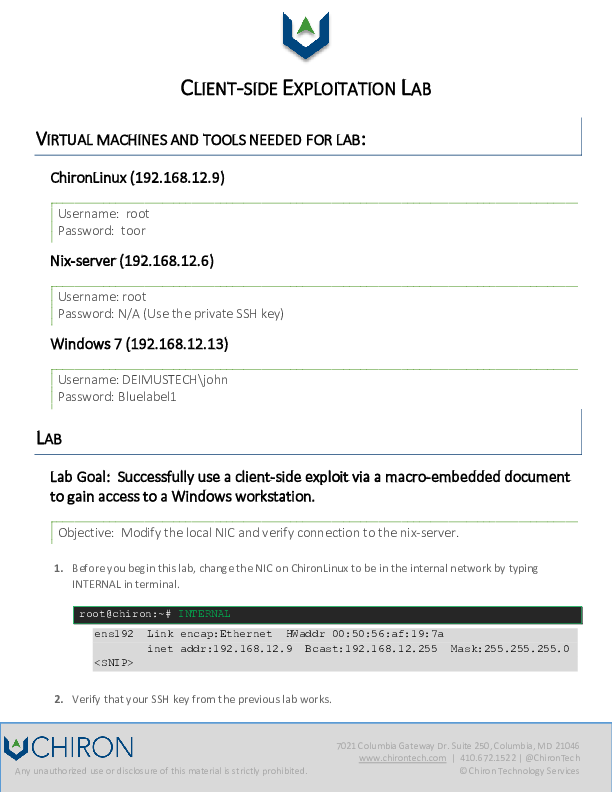 CLIENT-SIDE EXPLOITATION LAB
VIRTUAL MACHINES AND TOOLS NEEDED FOR LAB:
ChironLinux (192.168.12.9)
Username: root
Password: toor
Nix-server (192.168.12.6)
Username: root
Password: N/A (Use the private SSH key)
Windows 7 (192.168.12.13)
Username: DEIMUSTECH\john
Password: Bluelabel1
LAB
Lab Goal: Successfully use a client-side exploit via a macro-embedded document
to gain access to a Windows workstation.
Objective: Modify the local NIC and verify connection to the nix-server.
1. Before you begin this lab, change the NIC on ChironLinux to be in the internal network by typing
INTERNAL in terminal.
root@chiron:~# INTERNAL
ens192 Link encap:Ethernet HWaddr 00:50:56:af:19:7a
inet addr:192.168.12.9 Bcast:192.168.12.255 Mask:255.255.255.0
<SNIP>
2. Verify that your SSH key from the previous lab works.
CHIRON
7021 Columbia Gateway Dr. Suite 250, Columbia, MD 21046
www.chirontech.com | 410.672.1522 | @ChironTech
Any unauthorized use or disclosure of this material is strictly prohibited.
© Chiron Technology Services